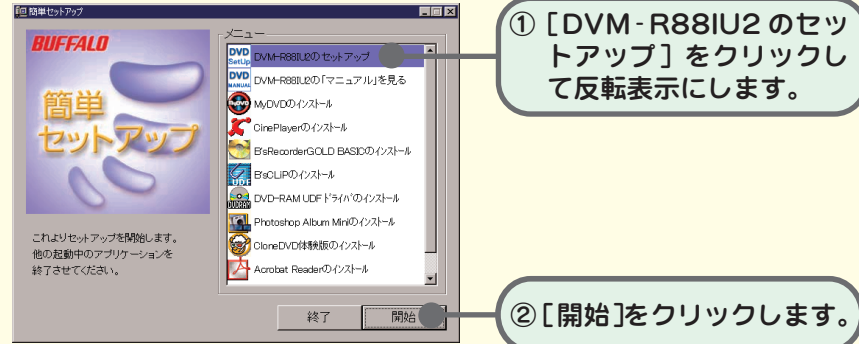 簡単セットアップ
BUFFALO
簡単
セットアップ
これよりセットアップを開始します。
他の起動中のアプリケーションを
終了させてください。
メニュー
DVD SetUp DVM-R88IU2のセットアップ
DVD MANUAL DVM-R88IU2の「マニュアル」を見る
MyDVD MyDVDのインストール
CinePlayerのインストール
B'sRecorderGOLD BASICのインストール
UDF B'sCLiPのインストール
DVDRAM DVD-RAM UDFドライバのインストール
Photoshop Album Miniのインストール
CloneDVD体験版のインストール
Acrobat Readerのインストール
終了
開始
①[DVM-R88IU2のセッ
トアップ]をクリックし
て反転表示にします。
②[開始]をクリックします。